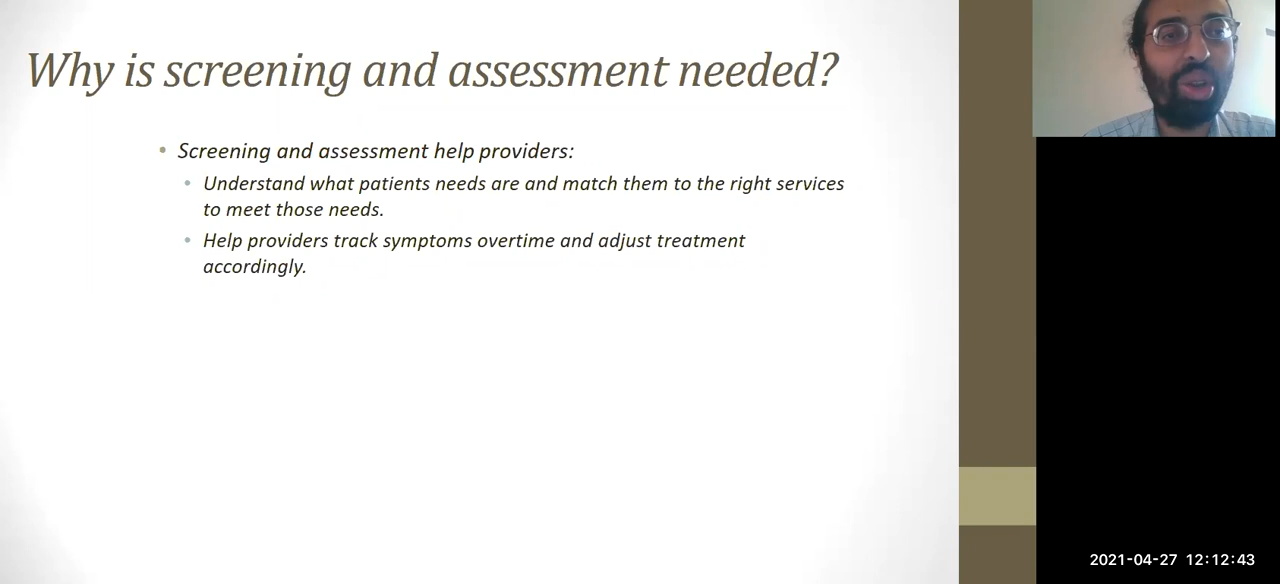 Why is screening and assessment needed?
• Screening and assessment help providers:
• Understand what patients needs are and match them to the right services
to meet those needs.
• Help providers track symptoms overtime and adjust treatment
accordingly.
2021-04-27 12:12:43